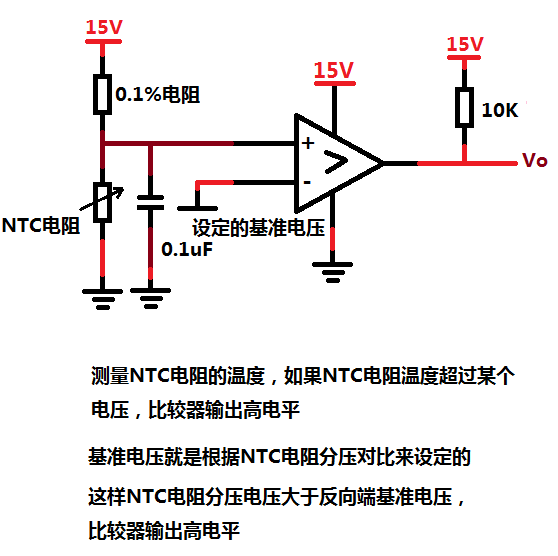 15V
0.1%电阻
15V
15V
10K
+
-
Vo
NTC电阻
0.1uF
设定的基准电压
测量NTC电阻的温度，如果NTC电阻温度超过某个
电压，比较器输出高电平
基准电压就是根据NTC电阻分压对比来设定的
这样NTC电阻分压电压大于反向端基准电压，
比较器输出高电平